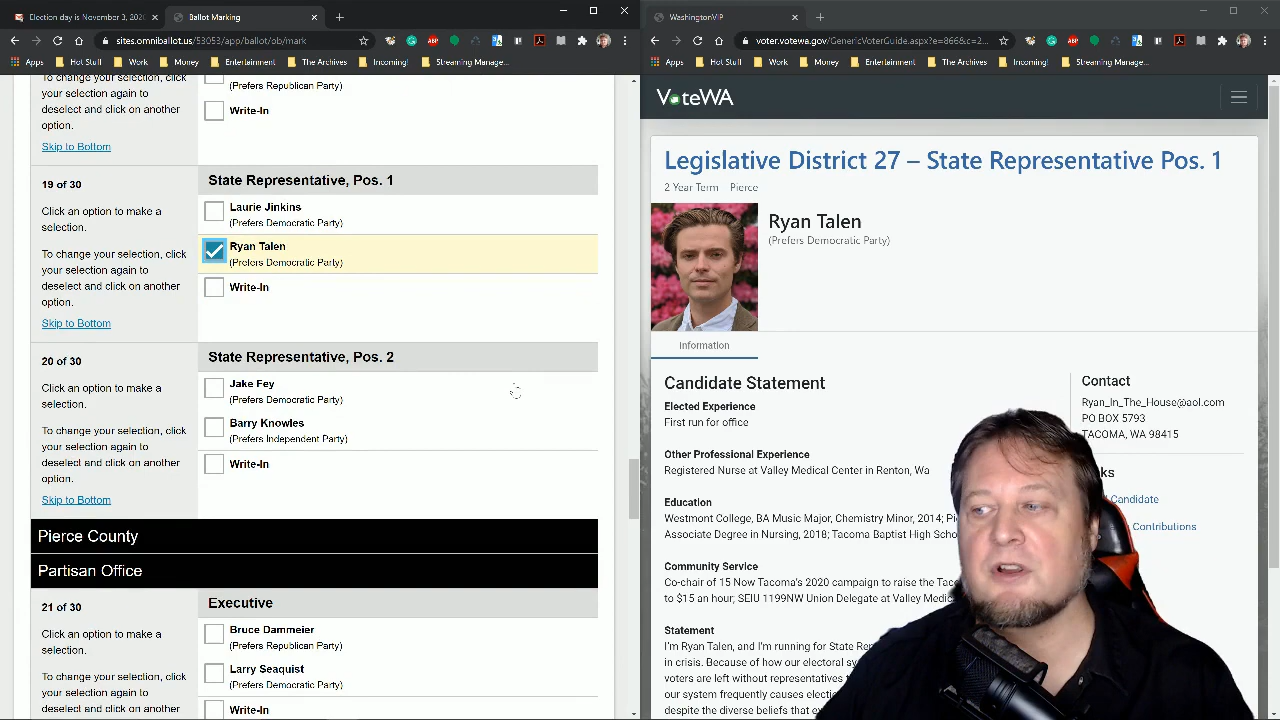 Election day is November 3, 2020
Ballot Marking
sites.omniballot.us/53053/app/ballot/ob/mark
Apps
Hot Stuff
Work
Money
Entertainment
The Archives
Incoming!
Streaming Manage...
To change your selection, click
your selection again to
deselect and click on another
option.
Skip to Bottom
(Prefers Republican Party)
Write-In
19 of 30
Click an option to make a
selection.
To change your selection, click
your selection again to
deselect and click on another
option.
Skip to Bottom
State Representative, Pos. 1
Laurie Jinkins
(Prefers Democratic Party)
Ryan Talen
(Prefers Democratic Party)
Write-In
20 of 30
Click an option to make a
selection.
To change your selection, click
your selection again to
deselect and click on another
option.
Skip to Bottom
State Representative, Pos. 2
Jake Fey
(Prefers Democratic Party)
Barry Knowles
(Prefers Independent Party)
Write-In
Pierce County
Partisan Office
21 of 30
Click an option to make a
selection.
To change your selection, click
your selection again to
deselect and click on another
Executive
Bruce Dammeier
(Prefers Republican Party)
Larry Seaquist
(Prefers Democratic Party)
Write-In
WashingtonVIP
voter.votewa.gov/GenericVoterGuide.aspx?e=866&c=2...
Apps
Hot Stuff
Work
Money
Entertainment
The Archives
Incoming!
Streaming Manage...
VoteWA
Legislative District 27 – State Representative Pos. 1
2 Year Term Pierce
Ryan Talen
(Prefers Democratic Party)
Information
Candidate Statement
Elected Experience
First run for office
Other Professional Experience
Registered Nurse at Valley Medical Center in Renton, Wa
Education
Westmont College, BA Music Major, Chemistry Minor, 2014;
Associate Degree in Nursing, 2018; Tacoma Baptist High
Community Service
Co-chair of 15 Now Tacoma's 2020 campaign to raise the
to $15 an hour; SEIU 1199NW Union Delegate at Valley
Statement
I'm Ryan Talen, and I'm running for State
in crisis. Because of how our electoral
voters are left without representatives
our system frequently causes
despite the diverse beliefs that
Contact
Ryan_In_The_House@aol.com
PO BOX 5793
TACOMA, WA 98415
Candidate
Contributions